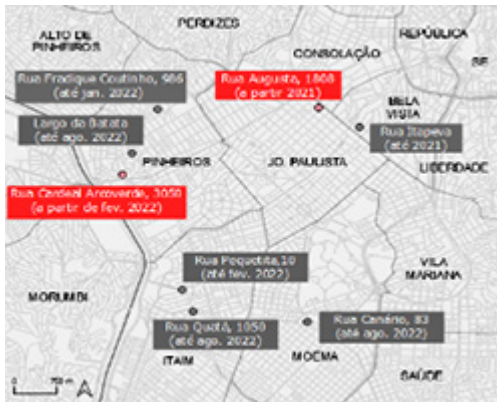 PERDIZES
ALTO DE
PINHEIROS
REPÚBLICA
CONSOLAÇÃO
SÉ
Rua Fradique Coutinho, 986
(até jan. 2022)
Rua Augusta, 1808
(a partir 2021)
BELA
VISTA
Largo da Batata
(até ago. 2022)
Rua Itapeva
(até 2021)
PINHEIROS
JD. PAULISTA
LIBERDADE
Rua Cardeal Arcoverde, 3050
(a partir de fev. 2022)
Rua Pequetita,10
(até fev. 2022)
VILA
MARIANA
MORUMBI
Rua Quatá, 1050
(até ago. 2022)
Rua Canário, 83
(até ago. 2022)
ITAIM
MOEMA
SAÚDE
0
750 m